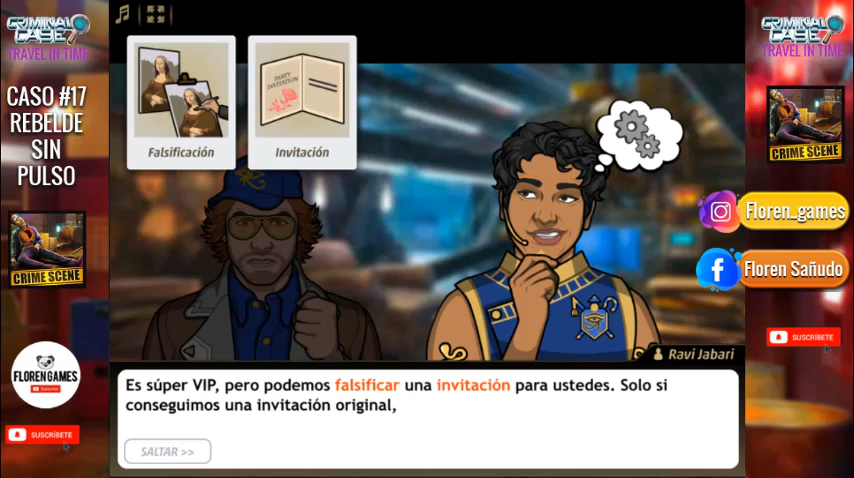 CRIMINAL
CASE
TRAVEL IN TIME
CASO #17
REBELDE
SIN
PULSO
CRIME SCENE
FLOREN GAMES
SUSCRÍBETE
PARTY
INVITATION
Falsificación
Invitación
Ravi Jabari
Es súper VIP, pero podemos falsificar una invitación para ustedes. Solo si
conseguimos una invitación original,
SALTAR >>
CRIMINAL
CASE
TRAVEL IN TIME
CRIME SCENE
Floren_games
Floren Sañudo
SUSCRÍBETE